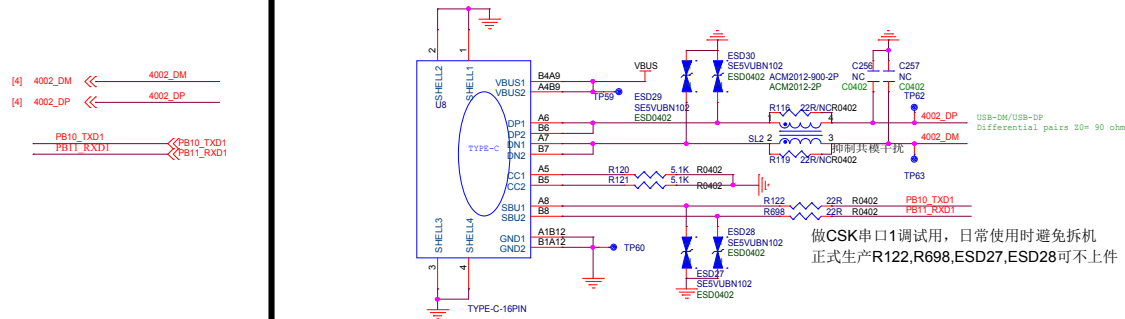 [4] 4002_DM 4002_DM
[4] 4002_DP 4002_DP
PB10_TXD1 PB10_TXD1
PB11_RXD1 PB11_RXD1
2 1
SHELL2 SHELL1
U8
TYPE-C
VBUS1 B4A9
VBUS2 A4B9
VBUS
TP59
DP1 A6
DP2 B6
DN1 A7
DN2 B7
CC1 A5
CC2 B5
SBU1 A8
SBU2 B8
GND1 A1B12
GND2 B1A12
TP60
SHELL3 SHELL4
3 4
TYPE-C-16PIN
ESD30
SE5VUBN102
ESD0402
ESD29
SE5VUBN102
ESD0402
ACM2012-900-2P
ACM2012-2P
R116 22R/NC R0402
1 4
SL2 2 3
抑制共模干扰
R119 22R/NC R0402
C256 C257
NC NC
C0402 C0402
TP62
4002_DP
4002_DM
TP63
USB-DM/USB-DP
Differential pairs Z0= 90 ohm
R120 5.1K R0402
R121 5.1K R0402
R122 22R R0402 PB10_TXD1
R698 22R R0402 PB11_RXD1
ESD28
SE5VUBN102
ESD0402
ESD27
SE5VUBN102
ESD0402
做CSK串口1调试用，日常使用时避免拆机
正式生产R122,R698,ESD27,ESD28可不上件